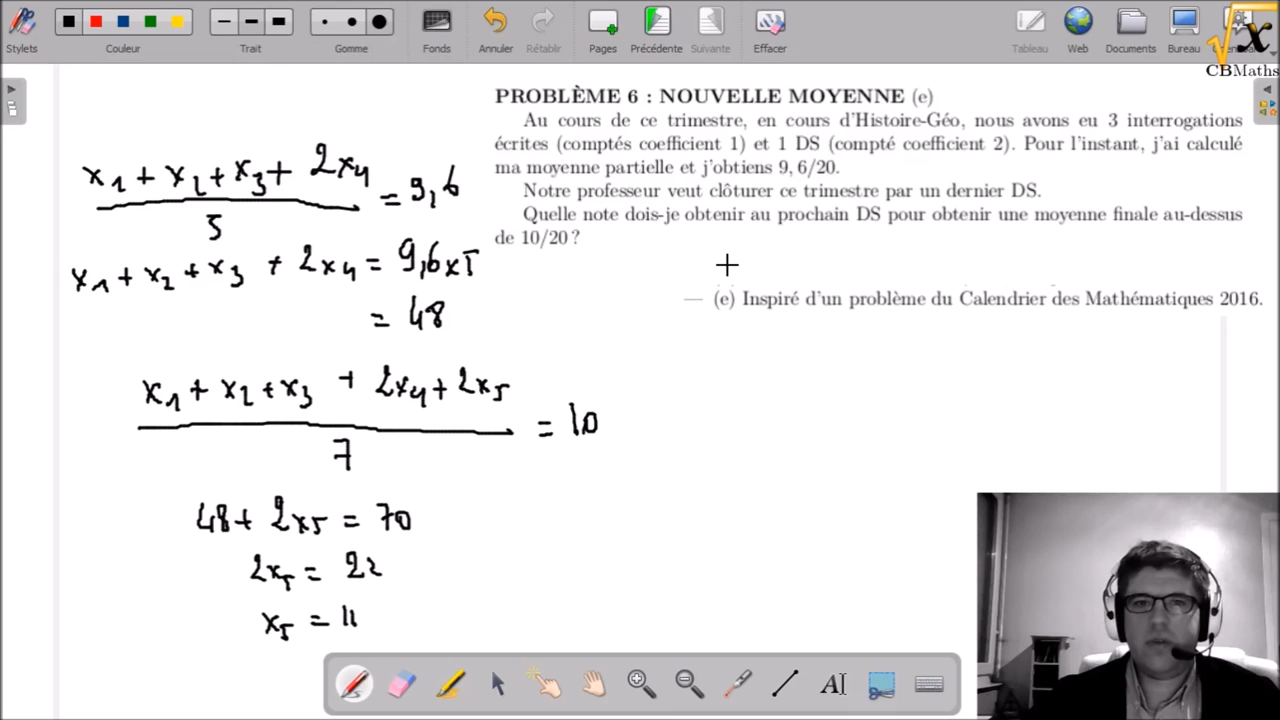 Stylets Couleur Trait Gomme Fonds Annuler Rétablir Pages Précédente Suivante Effacer Tableau Web Documents Bureau
CBMaths
PROBLÈME 6 : NOUVELLE MOYENNE (e)
Au cours de ce trimestre, en cours d'Histoire-Géo, nous avons eu 3 interrogations
écrites (comptés coefficient 1) et 1 DS (compté coefficient 2). Pour l'instant, j'ai calculé
ma moyenne partielle et j'obtiens 9, 6/20.
Notre professeur veut clôturer ce trimestre par un dernier DS.
Quelle note dois-je obtenir au prochain DS pour obtenir une moyenne finale au-dessus
de 10/20 ?
— (e) Inspiré d'un problème du Calendrier des Mathématiques 2016.
x1 + x2 + x3 + 2x4 = 9,6
5
x1 + x2 + x3 + 2x4 = 9,6x5
= 48
x1 + x2 + x3 + 2x4 + 2x5 = 10
7
48 + 2x5 = 70
2x5 = 22
x5 = 11
AI